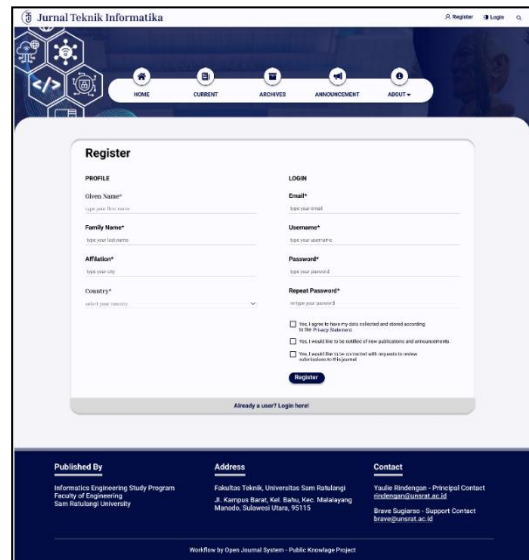 Jurnal Teknik Informatika
Register
Login
HOME
CURRENT
ARCHIVES
ANNOUNCEMENT
ABOUT
</>
Register
PROFILE
Given Name*
type your first name
Family Name*
type your last name
Affilation*
type your city
Country*
select your country
LOGIN
Email*
type your email
Username*
type your username
Password*
type your password
Repeat Password*
re-type your password
Yes, I agree to have my data collected and stored according
to the Privacy Statement.
Yes, I would like to be notified of new publications and announcements.
Yes, I would like to be contacted with requests to review
submissions to this journal
Register
Already a user? Login here!
Published By
Informatics Engineering Study Program
Faculty of Engineering
Sam Ratulangi University
Address
Fakultas Teknik, Universitas Sam Ratulangi
Jl. Kampus Barat, Kel. Bahu, Kec. Malalayang
Manado, Sulawesi Utara, 95115
Contact
Yaulie Rindengan - Principal Contact
rindengan@unsrat.ac.id
Brave Sugiarso - Support Contact
brave@unsrat.ac.id
Workflow by Open Journal System - Public Knowlage Project